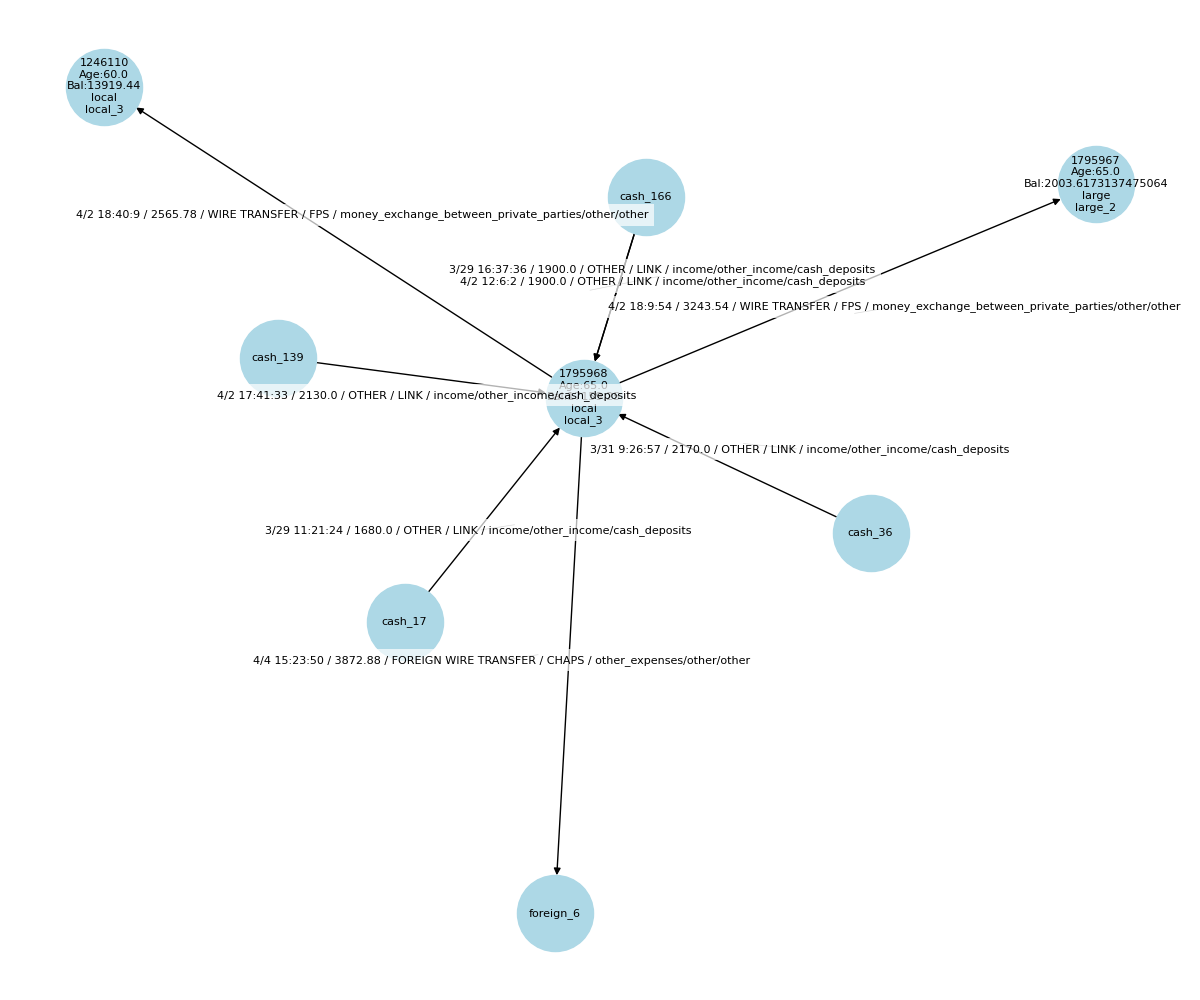 1246110
Age:60.0
Bal:13919.44
local
local_3
1795967
Age:65.0
Bal:2003.6173137475064
large
large_2
cash_166
4/2 18:40:9 / 2565.78 / WIRE TRANSFER / FPS / money_exchange_between_private_parties/other/other
3/29 16:37:36 / 1900.0 / OTHER / LINK / income/other_income/cash_deposits
4/2 12:6:2 / 1900.0 / OTHER / LINK / income/other_income/cash_deposits
4/2 18:9:54 / 3243.54 / WIRE TRANSFER / FPS / money_exchange_between_private_parties/other/other
cash_139
1795968
Age:65.0
4/2 17:41:33 / 2130.0 / OTHER / LINK / income/other_income/cash_deposits
local
local_3
3/31 9:26:57 / 2170.0 / OTHER / LINK / income/other_income/cash_deposits
3/29 11:21:24 / 1680.0 / OTHER / LINK / income/other_income/cash_deposits
cash_36
cash_17
4/4 15:23:50 / 3872.88 / FOREIGN WIRE TRANSFER / CHAPS / other_expenses/other/other
foreign_6